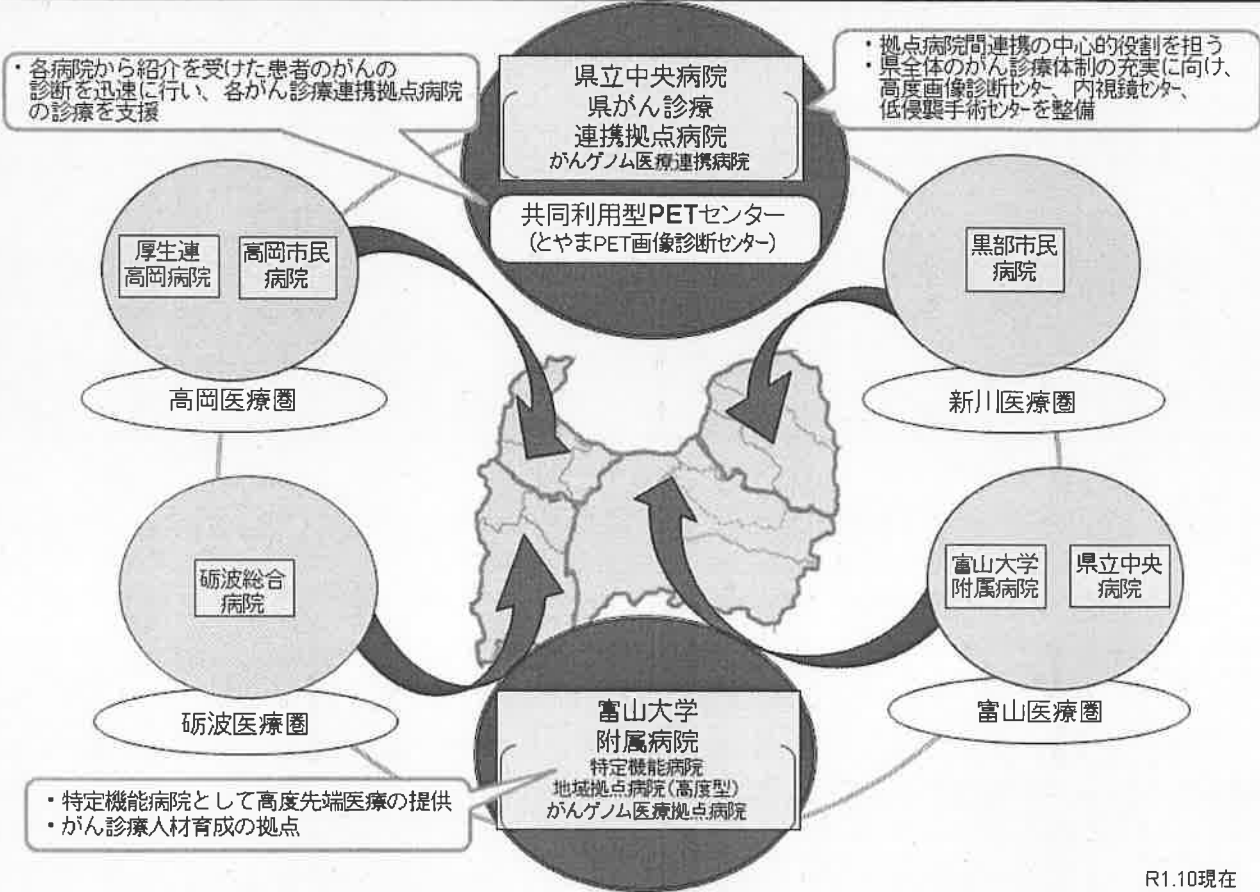 ・各病院から紹介を受けた患者のがんの
診断を迅速に行い、各がん診療連携拠点病院
の診療を支援
県立中央病院
県がん診療
連携拠点病院
がんゲノム医療連携病院
共同利用型PETセンター
(とやまPET画像診断センター)
・拠点病院間連携の中心的役割を担う
・県全体のがん診療体制の充実に向け、
高度画像診断センター、内視鏡センター、
低侵襲手術センターを整備
厚生連
高岡病院
高岡市民
病院
高岡医療圏
黒部市民
病院
新川医療圏
砺波総合
病院
砺波医療圏
富山大学
附属病院
県立中央
病院
富山医療圏
富山大学
附属病院
特定機能病院
地域拠点病院(高度型)
がんゲノム医療拠点病院
・特定機能病院として高度先端医療の提供
・がん診療人材育成の拠点
R1.10現在